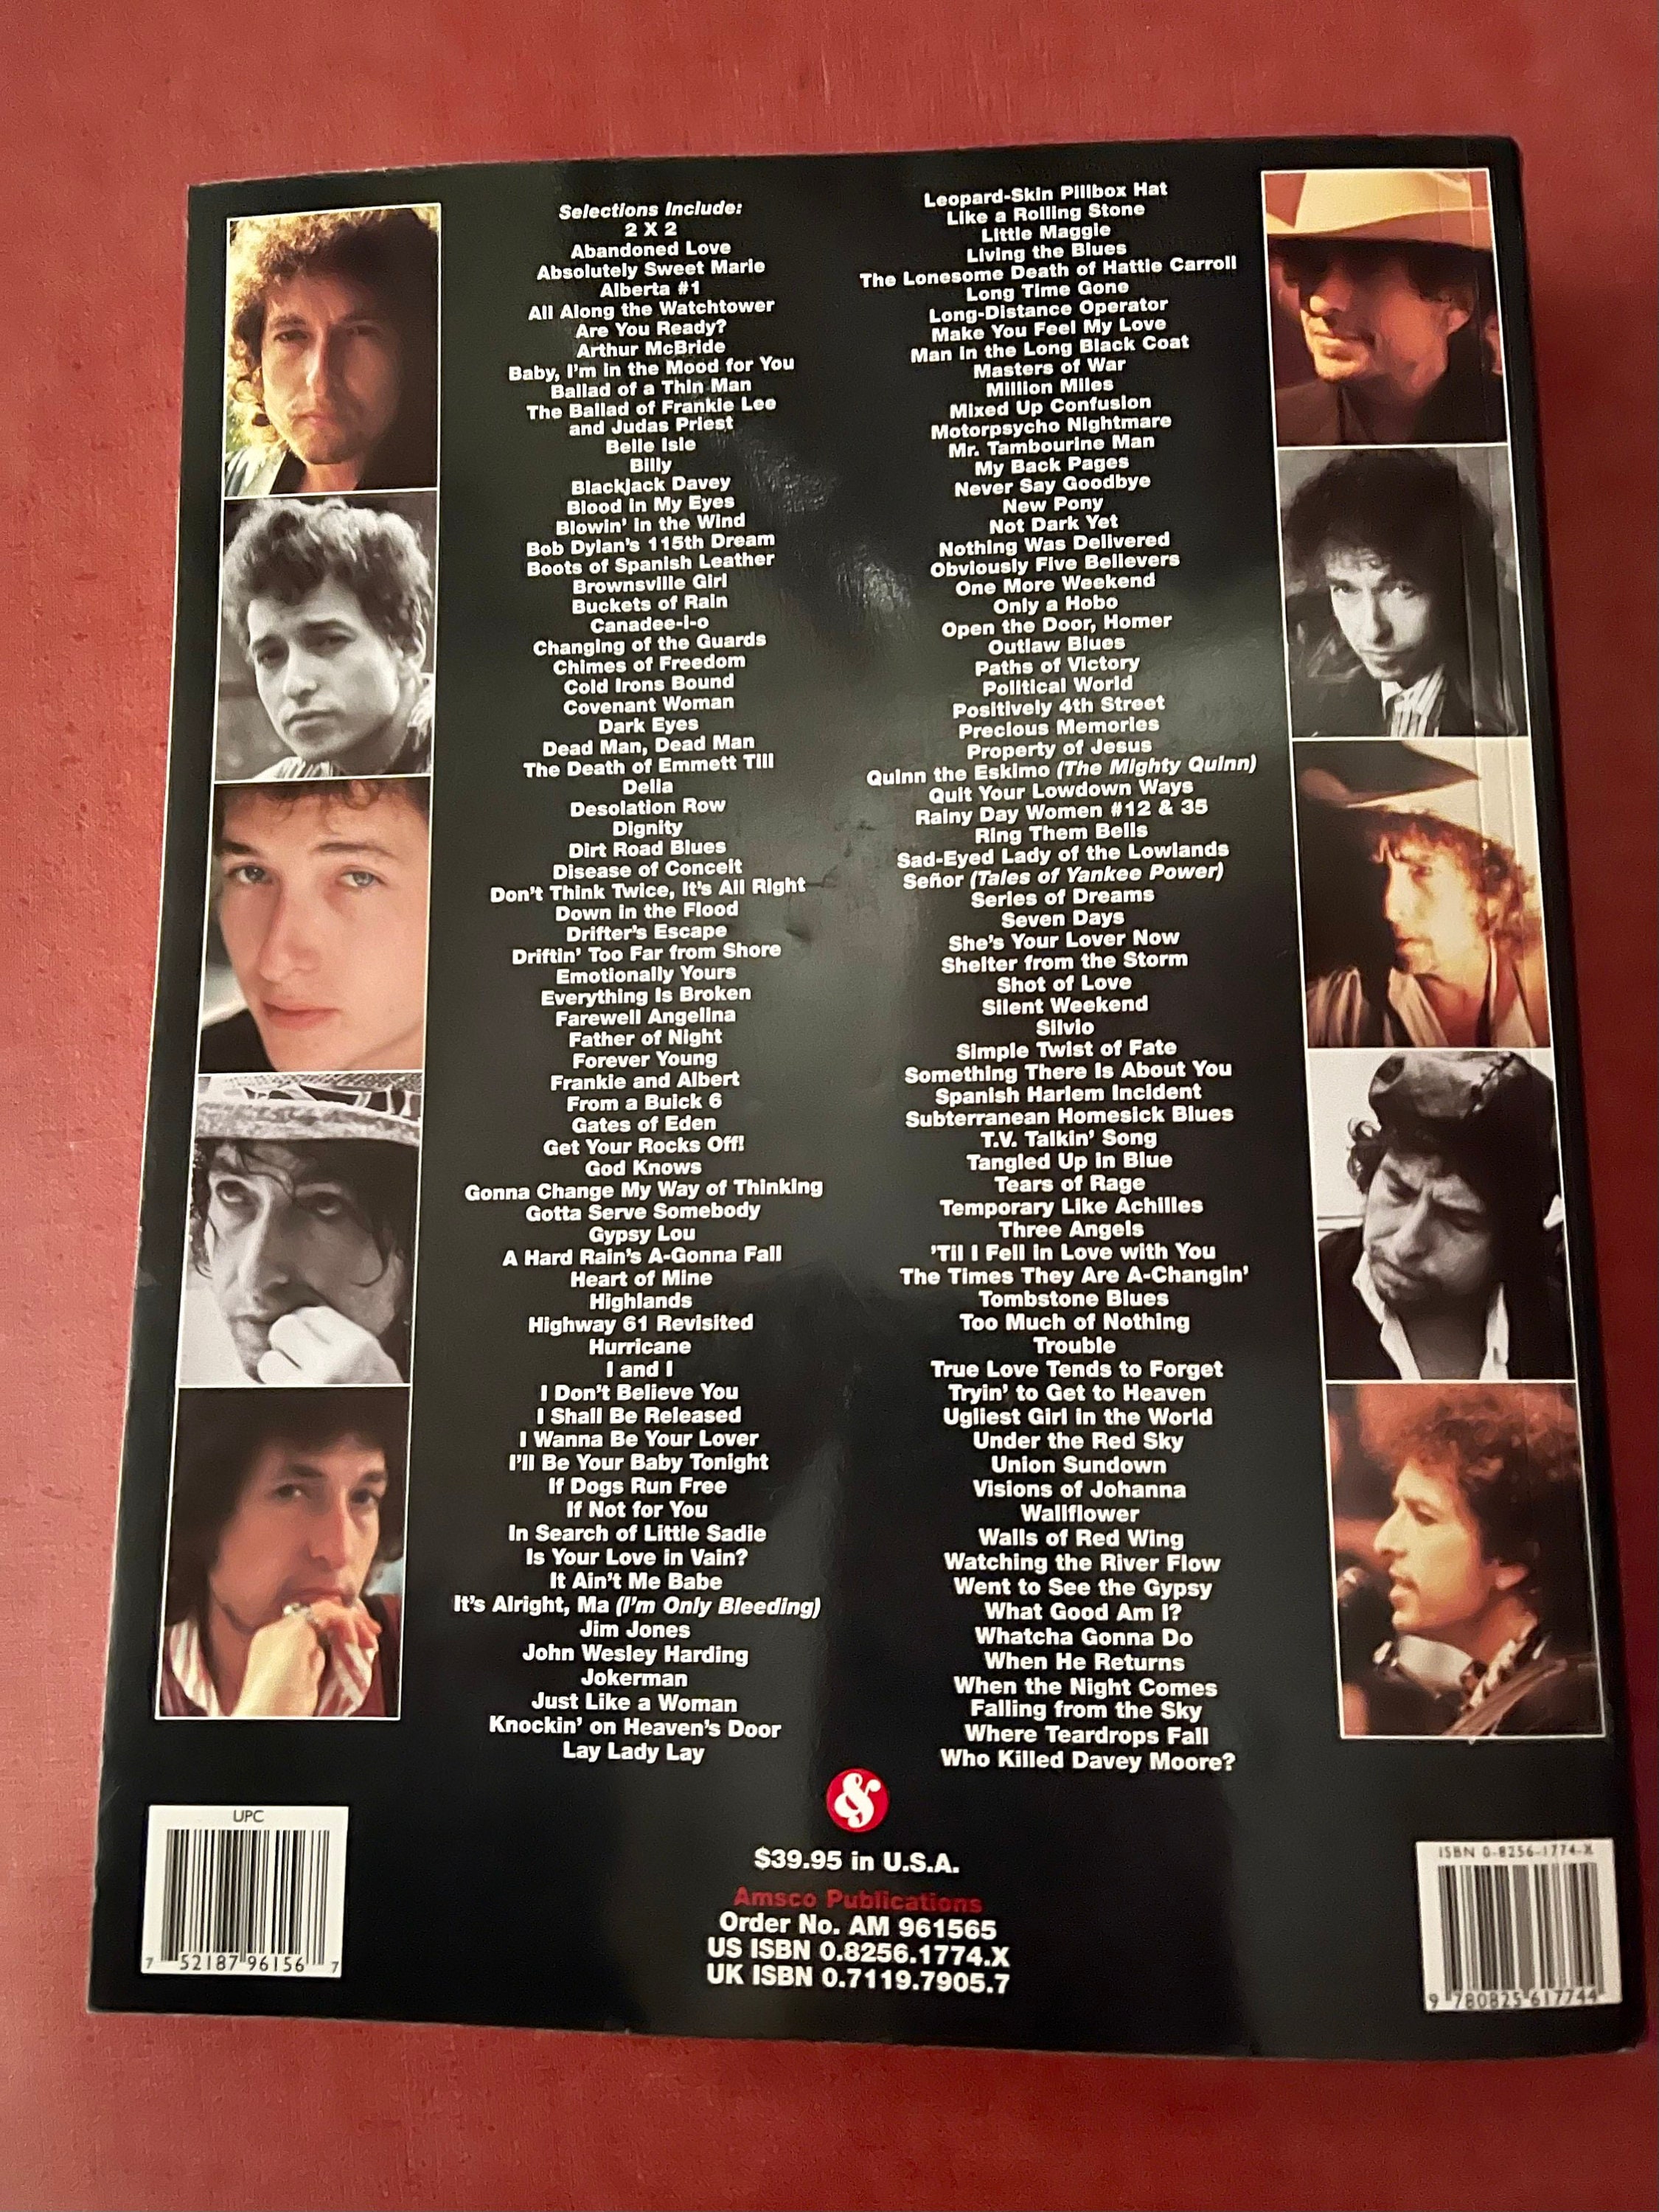 Selections Include:
2 X 2
Abandoned Love
Absolutely Sweet Marie
Alberta #1
All Along the Watchtower
Are You Ready?
Arthur McBride
Baby, I'm in the Mood for You
Ballad of a Thin Man
The Ballad of Frankie Lee
and Judas Priest
Belle Isle
Billy
Blackjack Davey
Blood in My Eyes
Blowin' in the Wind
Bob Dylan's 115th Dream
Boots of Spanish Leather
Brownsville Girl
Buckets of Rain
Canadee-I-o
Changing of the Guards
Chimes of Freedom
Cold Irons Bound
Covenant Woman
Dark Eyes
Dead Man, Dead Man
The Death of Emmett Till
Delia
Desolation Row
Dignity
Dirt Road Blues
Disease of Conceit
Don't Think Twice, It's All Right
Down in the Flood
Drifter's Escape
Driftin' Too Far from Shore
Emotionally Yours
Everything Is Broken
Farewell Angelina
Father of Night
Forever Young
Frankie and Albert
From a Buick 6
Gates of Eden
Get Your Rocks Off!
God Knows
Gonna Change My Way of Thinking
Gotta Serve Somebody
Gypsy Lou
A Hard Rain's A-Gonna Fall
Heart of Mine
Highlands
Highway 61 Revisited
Hurricane
I and I
I Don't Believe You
I Shall Be Released
I Wanna Be Your Lover
I'll Be Your Baby Tonight
If Dogs Run Free
If Not for You
In Search of Little Sadie
Is Your Love in Vain?
It Ain't Me Babe
It's Alright, Ma (I'm Only Bleeding)
Jim Jones
John Wesley Harding
Jokerman
Just Like a Woman
Knockin' on Heaven's Door
Lay Lady Lay
Leopard-Skin Pillbox Hat
Like a Rolling Stone
Little Maggie
Living the Blues
The Lonesome Death of Hattie Carroll
Long Time Gone
Long-Distance Operator
Make You Feel My Love
Man in the Long Black Coat
Masters of War
Million Miles
Mixed Up Confusion
Motorpsycho Nightmare
Mr. Tambourine Man
My Back Pages
Never Say Goodbye
New Pony
Not Dark Yet
Nothing Was Delivered
Obviously Five Believers
One More Weekend
Only a Hobo
Open the Door, Homer
Outlaw Blues
Paths of Victory
Political World
Positively 4th Street
Precious Memories
Property of Jesus
Quinn the Eskimo (The Mighty Quinn)
Quit Your Lowdown Ways
Rainy Day Women #12 & 35
Ring Them Bells
Sad-Eyed Lady of the Lowlands
Señor (Tales of Yankee Power)
Series of Dreams
Seven Days
She's Your Lover Now
Shelter from the Storm
Shot of Love
Silent Weekend
Silvio
Simple Twist of Fate
Something There Is About You
Spanish Harlem Incident
Subterranean Homesick Blues
T.V. Talkin' Song
Tangled Up in Blue
Tears of Rage
Temporary Like Achilles
Three Angels
'Til I Fell in Love with You
The Times They Are A-Changin'
Tombstone Blues
Too Much of Nothing
Trouble
True Love Tends to Forget
Tryin' to Get to Heaven
Ugliest Girl in the World
Under the Red Sky
Union Sundown
Visions of Johanna
Wallflower
Walls of Red Wing
Watching the River Flow
Went to See the Gypsy
What Good Am I?
Whatcha Gonna Do
When He Returns
When the Night Comes
Falling from the Sky
Where Teardrops Fall
Who Killed Davey Moore?
&
$39.95 in U.S.A.
Amsco Publications
Order No. AM 961565
US ISBN 0.8256.1774.X
UK ISBN 0.7119.7905.7
UPC
7 52187 96156 7
ISBN 0-8256-1774-X
9 780825 617744